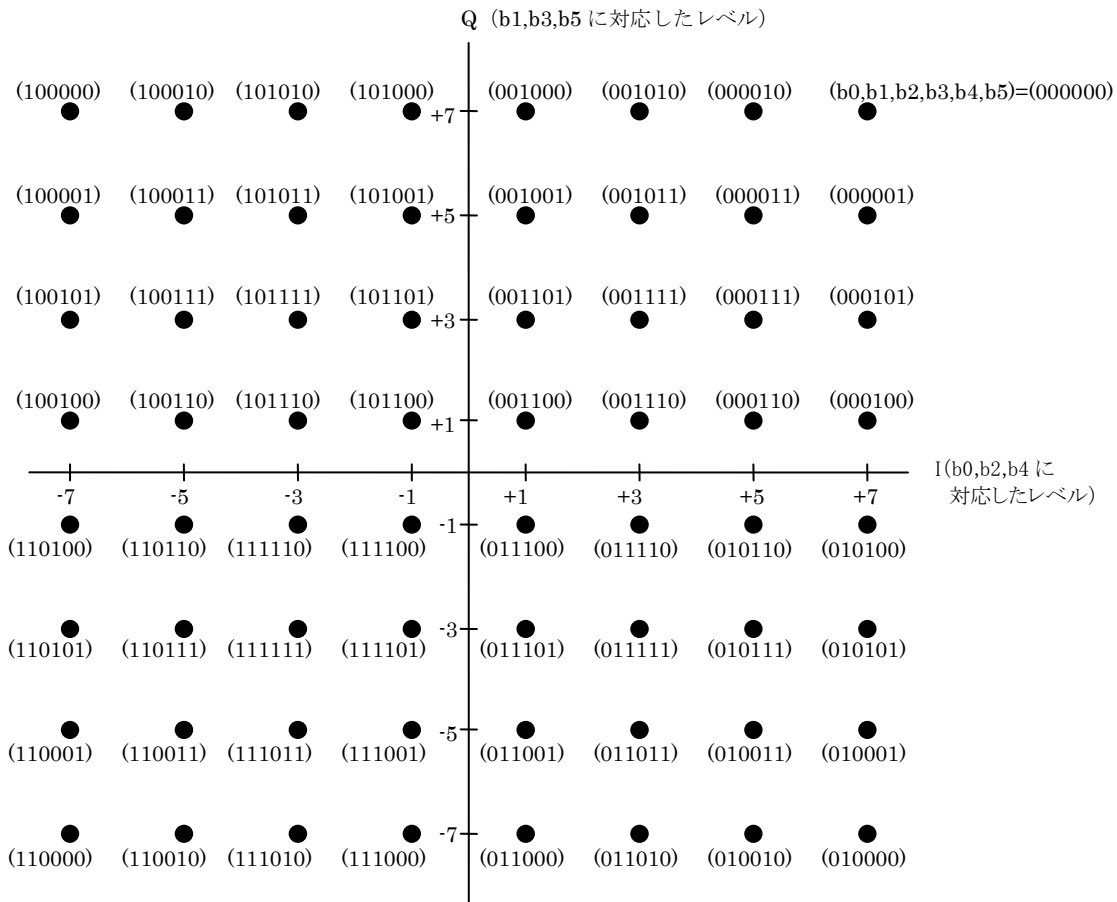 Q（b1,b3,b5 に対応したレベル）
(100000) (100010) (101010) (101000) (001000) (001010) (000010) (b0,b1,b2,b3,b4,b5)=(000000)
+7
(100001) (100011) (101011) (101001) (001001) (001011) (000011) (000001)
+5
(100101) (100111) (101111) (101101) (001101) (001111) (000111) (000101)
+3
(100100) (100110) (101110) (101100) (001100) (001110) (000110) (000100)
+1
I(b0,b2,b4 に
対応したレベル）
-7 -5 -3 -1 +1 +3 +5 +7
-1
(110100) (110110) (111110) (111100) (011100) (011110) (010110) (010100)
-3
(110101) (110111) (111111) (111101) (011101) (011111) (010111) (010101)
-5
(110001) (110011) (111011) (111001) (011001) (011011) (010011) (010001)
-7
(110000) (110010) (111010) (111000) (011000) (011010) (010010) (010000)